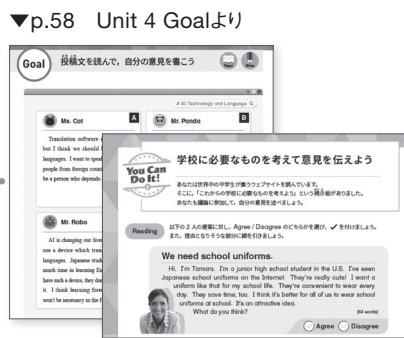 ▼p.58 Unit 4 Goalより
Goal
投稿文を読んで，自分の意見を書こう
# AI Technology and Language
Ms. Cat
A
Mr. Panda
B
Translation software
but I think we should
languages. I want to speak
people from foreign coun
be a person who depends
Mr. Robo
AI is changing our live
use a device which tran
languages. Japanese stud
much time in learning En
have such a device, they don
it. I think learning fore
won't be necessary in the f
You Can
Do It!
学校に必要なものを考えて意見を伝えよう
あなたは世界中の中学生が集うウェブサイトを読んでいます。
そこに，「これからの学校に必要なものを考えよう」という掲示板がありました。
あなたも議論に参加して，自分の意見を述べましょう。
Reading
以下の2人の提案に対し，Agree / Disagree のどちらかを選び，✓ を付けましょう。
また，理由となりそうな部分に線を引きましょう。
We need school uniforms.
Hi. I'm Tamara. I'm a junior high school student in the U.S. I've seen
Japanese school uniforms on the Internet. They're really cute! I want a
uniform like that for my school life. They're convenient to wear every
day. They save time, too. I think it's better for all of us to wear school
uniforms at school. It's an attractive idea.
What do you think?
[64 words]
Agree
Disagree